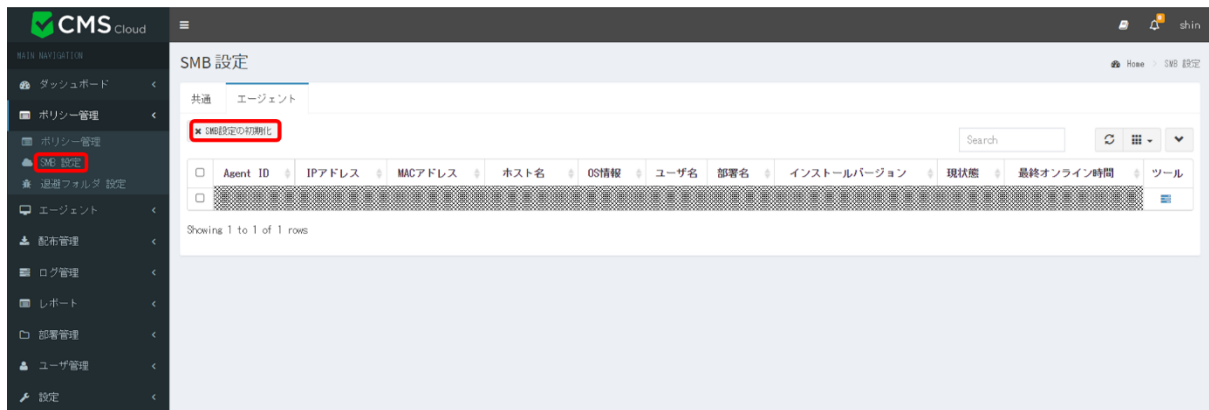 CMS Cloud
shin
MAIN NAVIGATION
SMB 設定
Home > SMB 設定
ダッシュボード
ポリシー管理
ポリシー管理
SMB 設定
退避フォルダ 設定
エージェント
配布管理
ログ管理
レポート
部署管理
ユーザ管理
設定
共通 エージェント
SMB設定の初期化
Search
Agent ID IPアドレス MACアドレス ホスト名 OS情報 ユーザ名 部署名 インストールバージョン 現状態 最終オンライン時間 ツール
Showing 1 to 1 of 1 rows